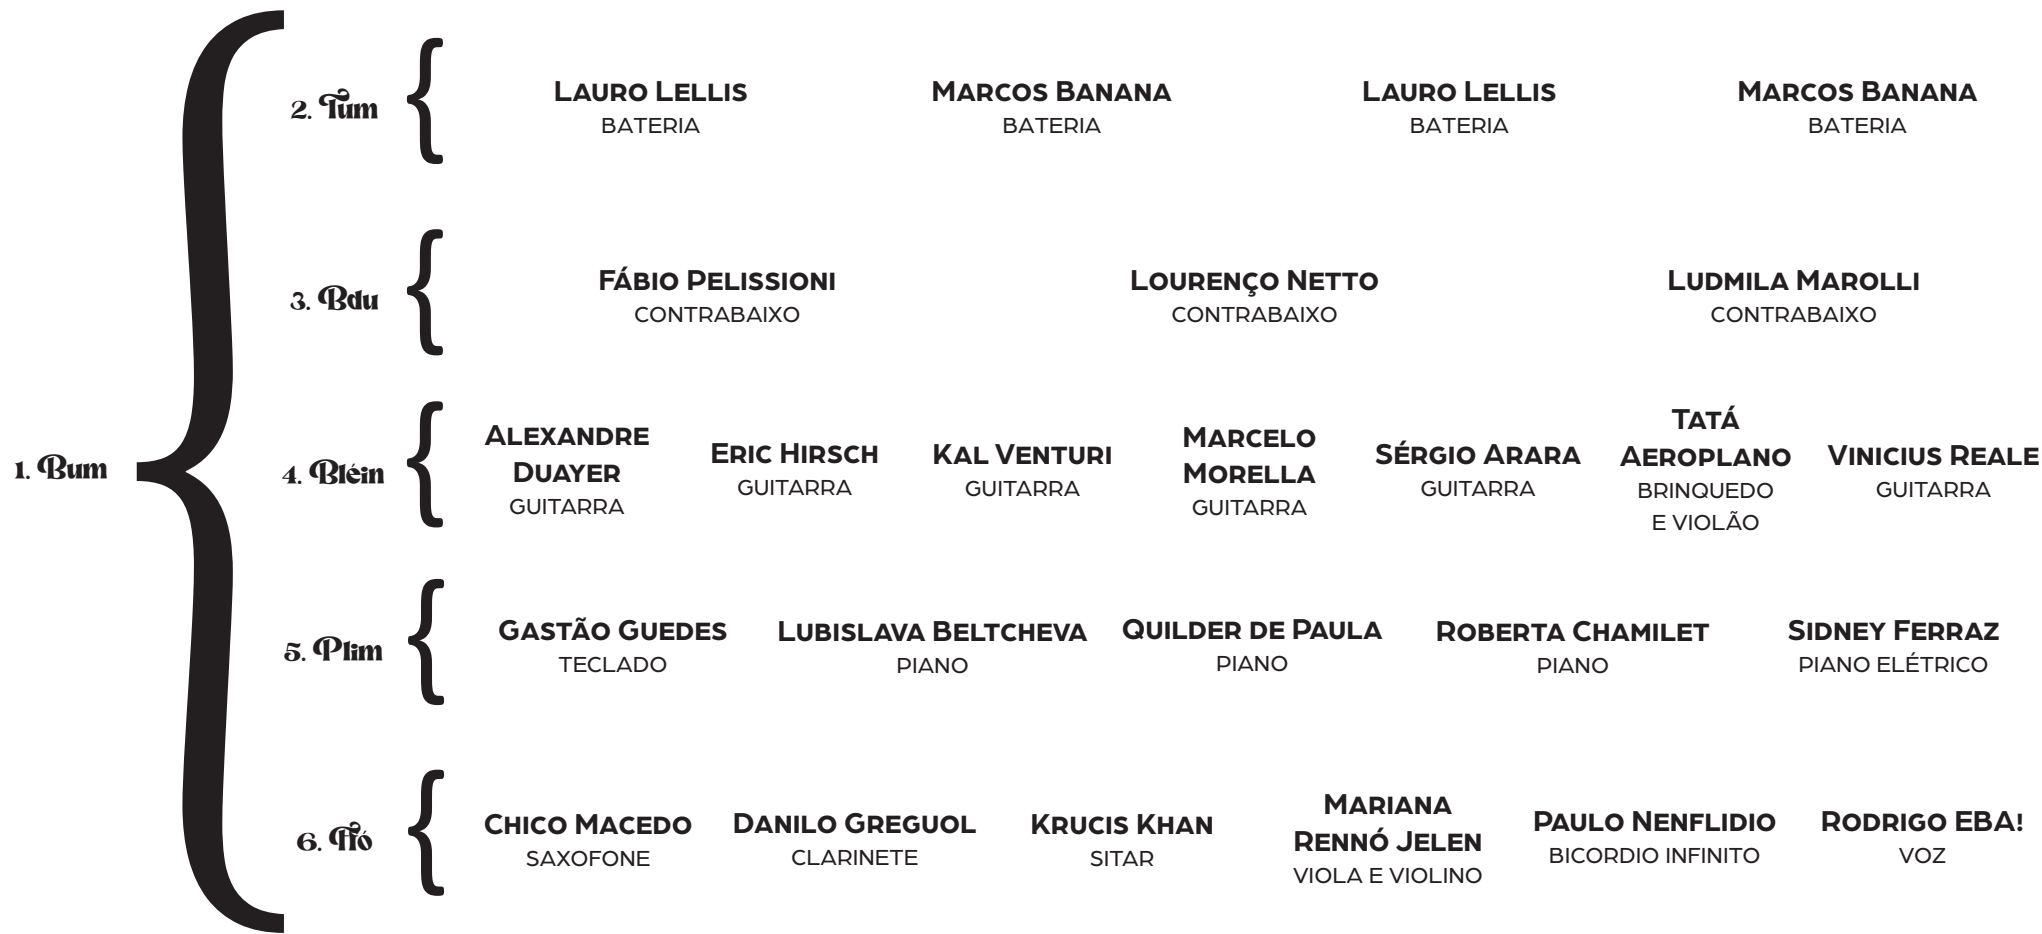 1. Bum
2. Tum
LAURO LELLIS
BATERIA
MARCOS BANANA
BATERIA
LAURO LELLIS
BATERIA
MARCOS BANANA
BATERIA
3. Bdu
FÁBIO PELISSIONI
CONTRABAIXO
LOURENÇO NETTO
CONTRABAIXO
LUDMILA MAROLLI
CONTRABAIXO
4. Bléin
ALEXANDRE
DUAYER
GUITARRA
ERIC HIRSCH
GUITARRA
KAL VENTURI
GUITARRA
MARCELO
MORELLA
GUITARRA
SÉRGIO ARARA
GUITARRA
TATÁ
AEROPLANO
BRINQUEDO
E VIOLÃO
VINICIUS REALE
GUITARRA
5. Plim
GASTÃO GUEDES
TECLADO
LUBISLAVA BELTCHEVA
PIANO
QUILDER DE PAULA
PIANO
ROBERTA CHAMILET
PIANO
SIDNEY FERRAZ
PIANO ELÉTRICO
6.
CHICO MACEDO
SAXOFONE
DANILO GREGUOL
CLARINETE
KRUCIS KHAN
SITAR
MARIANA
RENNÓ JELEN
VIOLA E VIOLINO
PAULO NENFLIDIO
BICORDIO INFINITO
RODRIGO EBA!
VOZ